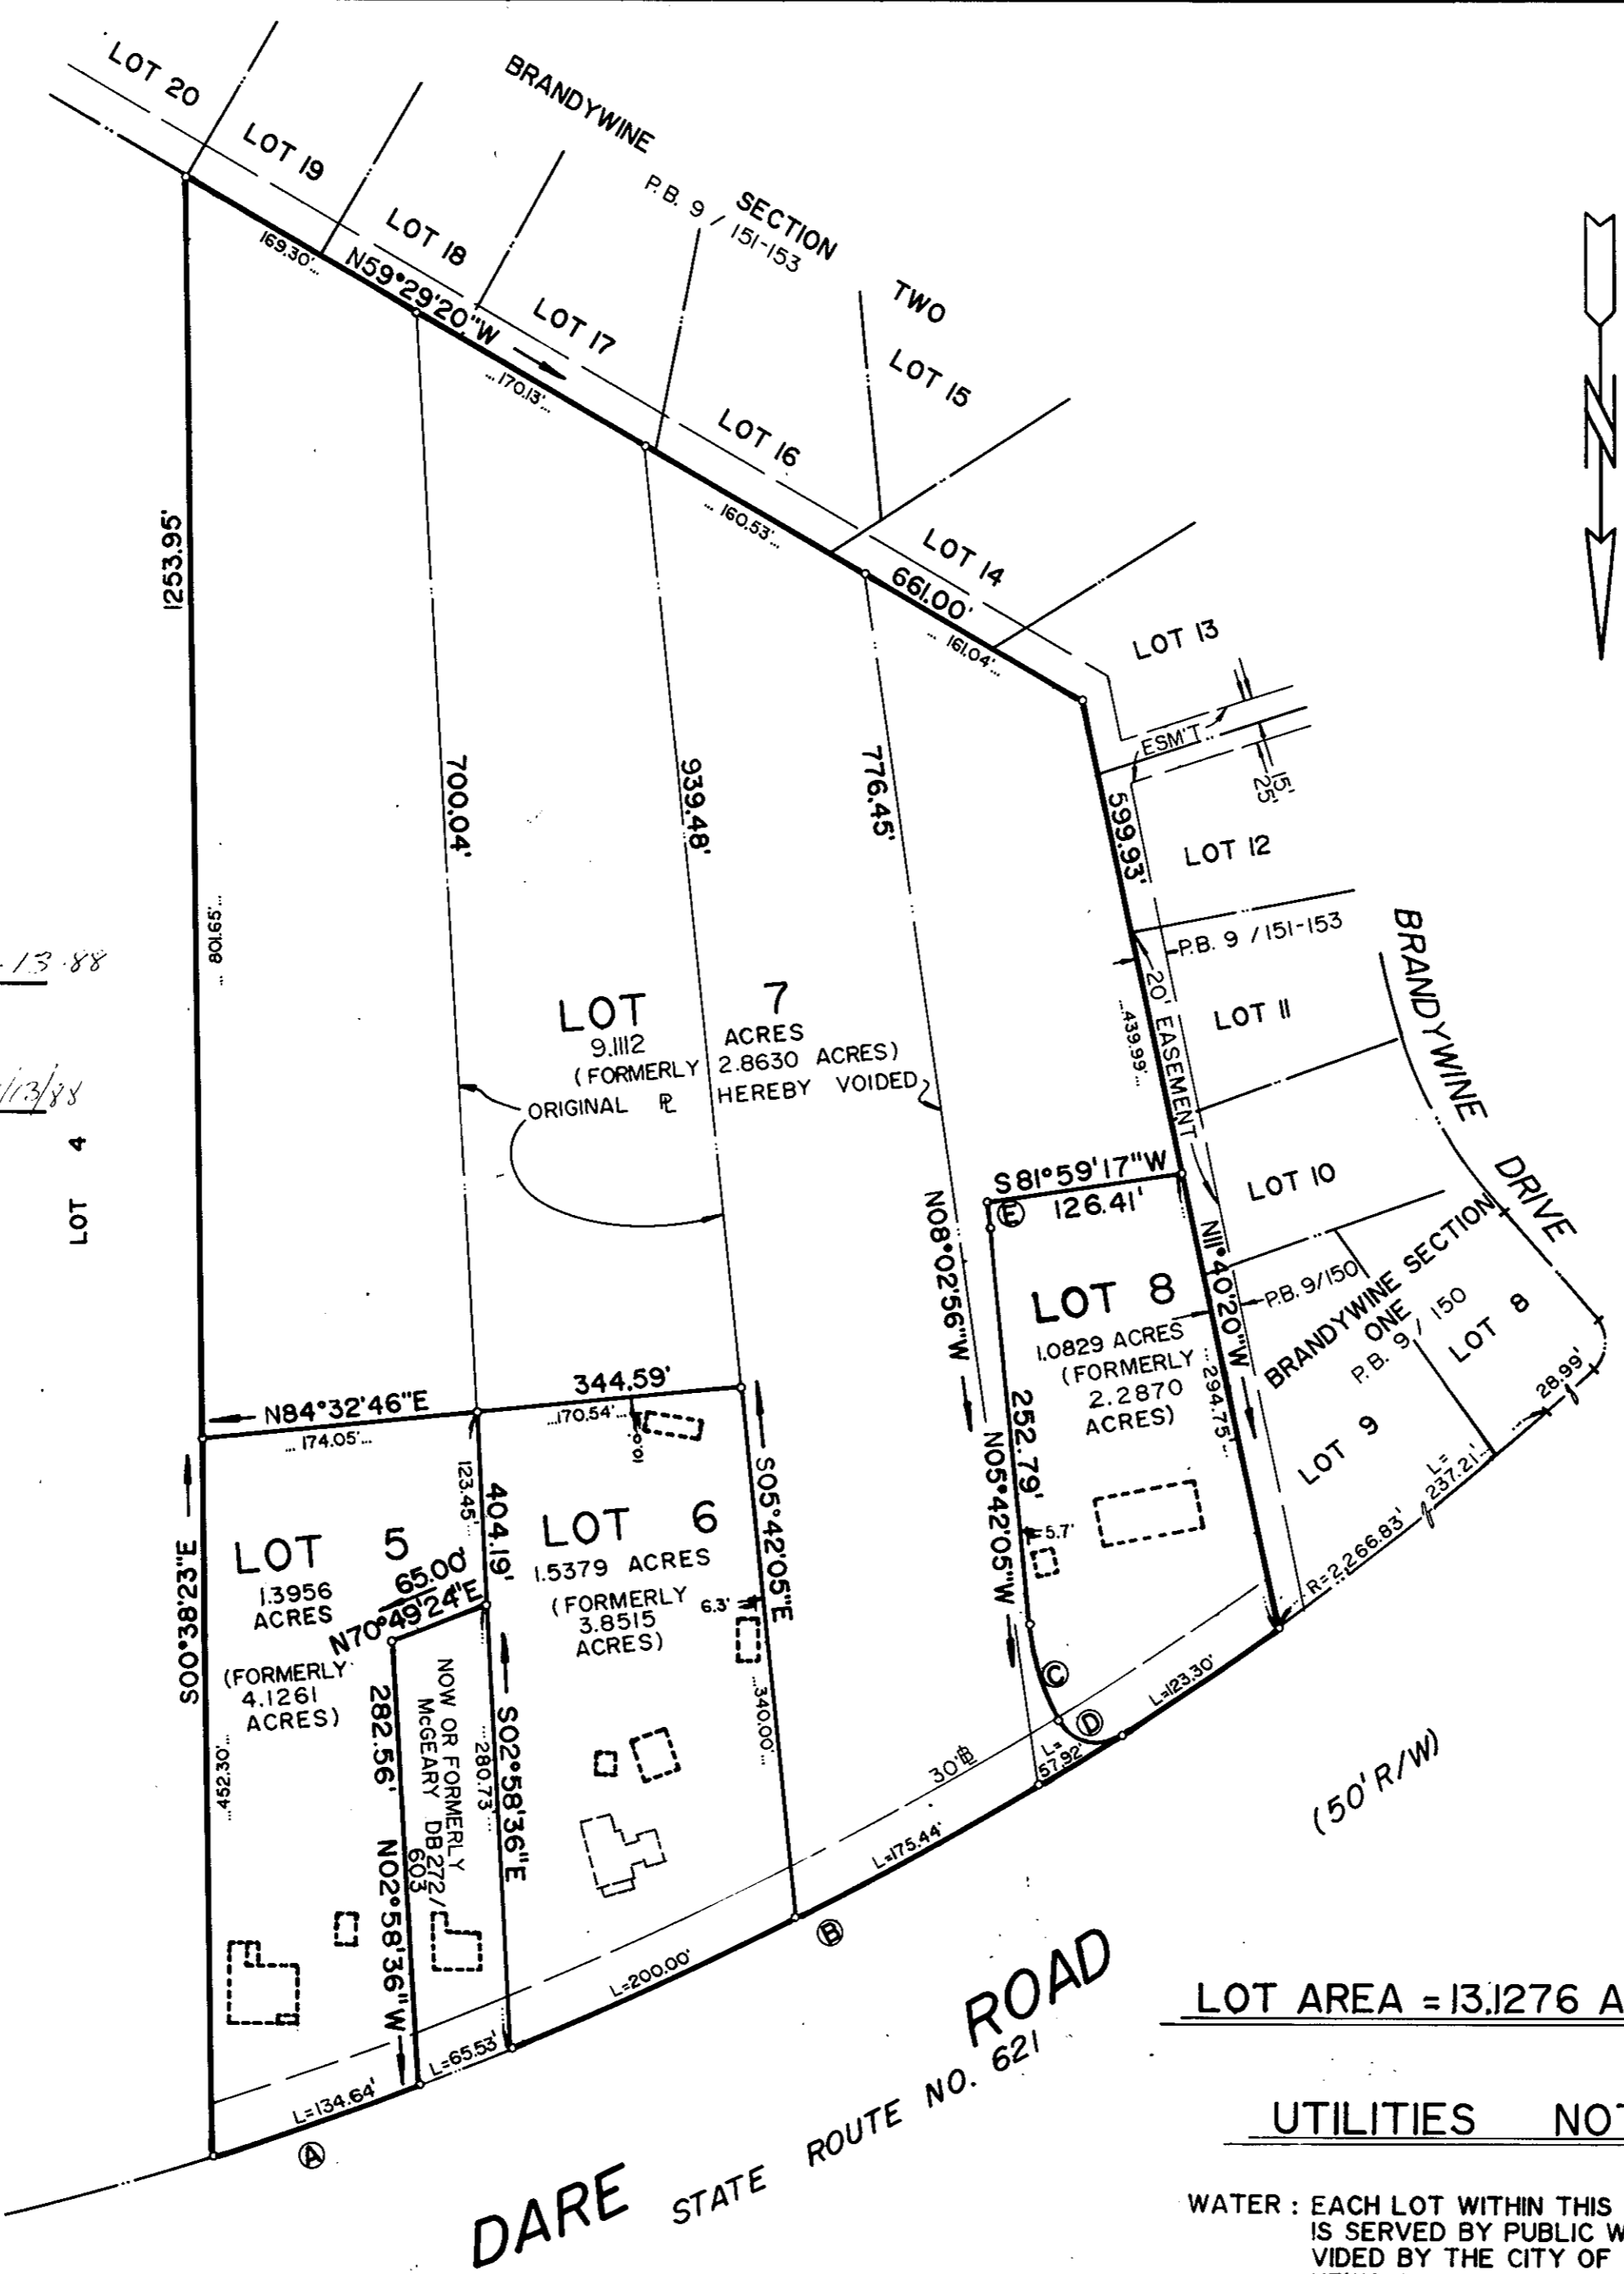 LOT 20
LOT 19
LOT 18
LOT 17
LOT 16
LOT 15
LOT 14
LOT 13
LOT 12
LOT 11
LOT 10
LOT 9
LOT 8
BRANDYWINE
SECTION
TWO
P.B. 9 / 151-153
N
169.30'
N59°29'20"W
170.13'
160.53'
661.00'
161.04'
1253.95'
801.65'
700.04'
939.48'
776.45'
599.93'
ESM'T.
15'
25'
P.B. 9 / 151-153
20' EASEMENT
439.99'
BRANDYWINE
DRIVE
13-88
13/88
LOT 4
LOT 7
9.1112 ACRES
(FORMERLY 2.8630 ACRES)
ORIGINAL PL HEREBY VOIDED
S81°59'17"W
126.41'
E
N08°02'56"W
LOT 8
1.0829 ACRES
(FORMERLY
2.2870
ACRES)
N11°40'20"W
294.75'
P.B. 9/150
BRANDYWINE SECTION
ONE
P.B. 9 / 150
28.99'
L=
237.21'
R=2,266.83'
252.79'
N05°42'05"W
5.7'
N84°32'46"E
344.59'
174.05'
170.54'
10.0'
123.45'
404.19'
S00°38'23"E
LOT 5
1.3956
ACRES
(FORMERLY
4.1261
ACRES)
65.00'
N70°49'24"E
LOT 6
1.5379 ACRES
(FORMERLY
3.8515
ACRES)
6.3'
S05°42'05"E
340.00'
452.30'
282.56'
N02°58'36"W
NOW OR FORMERLY
McGEARY DB 272/
603
280.73'
S02°58'36"E
C
D
L=123.30'
L=
57.92'
30' BL
L=175.44'
B
L=200.00'
L=65.53'
L=134.64'
A
(50' R/W)
DARE ROAD
STATE ROUTE NO. 621
LOT AREA = 13.1276 A
UTILITIES NOT
WATER : EACH LOT WITHIN THIS
IS SERVED BY PUBLIC W
VIDED BY THE CITY OF